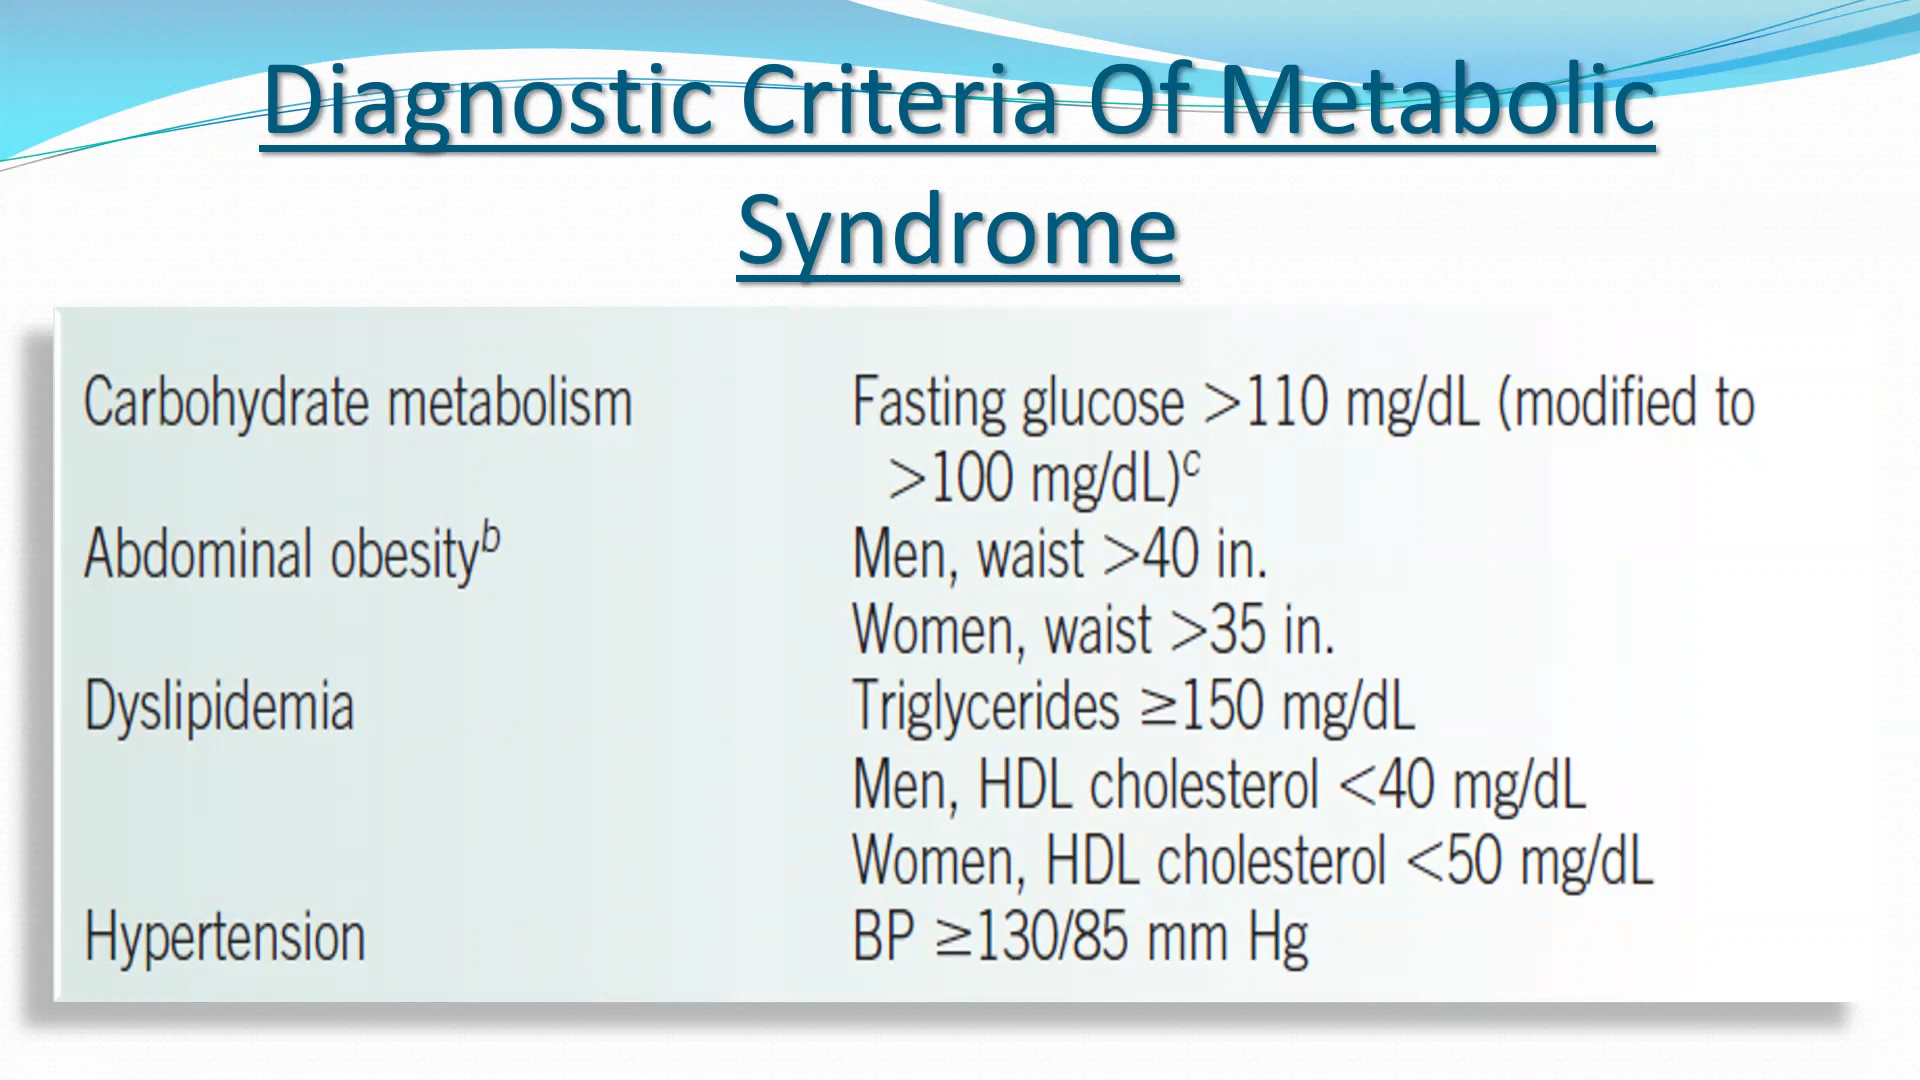 Diagnostic Criteria Of Metabolic
Syndrome
Carbohydrate metabolism Fasting glucose >110 mg/dL (modified to
>100 mg/dL)c
Abdominal obesityb Men, waist >40 in.
Women, waist >35 in.
Dyslipidemia Triglycerides ≥150 mg/dL
Men, HDL cholesterol <40 mg/dL
Women, HDL cholesterol <50 mg/dL
Hypertension BP ≥130/85 mm Hg